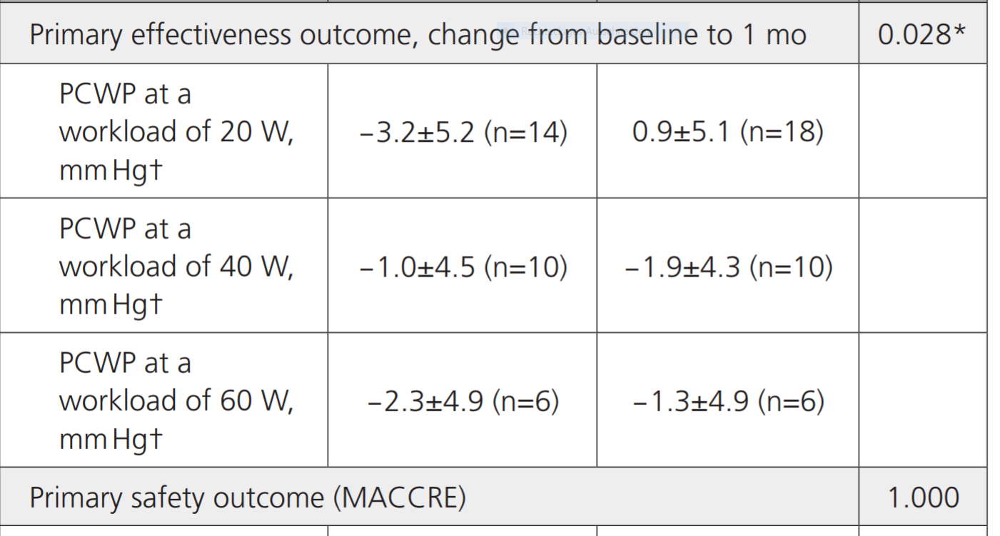 Primary effectiveness outcome, change from baseline to 1 mo 0.028*
PCWP at a
workload of 20 W,
mm Hg†
–3.2±5.2 (n=14)
0.9±5.1 (n=18)
PCWP at a
workload of 40 W,
mm Hg†
–1.0±4.5 (n=10)
–1.9±4.3 (n=10)
PCWP at a
workload of 60 W,
mm Hg†
–2.3±4.9 (n=6)
–1.3±4.9 (n=6)
Primary safety outcome (MACCRE) 1.000